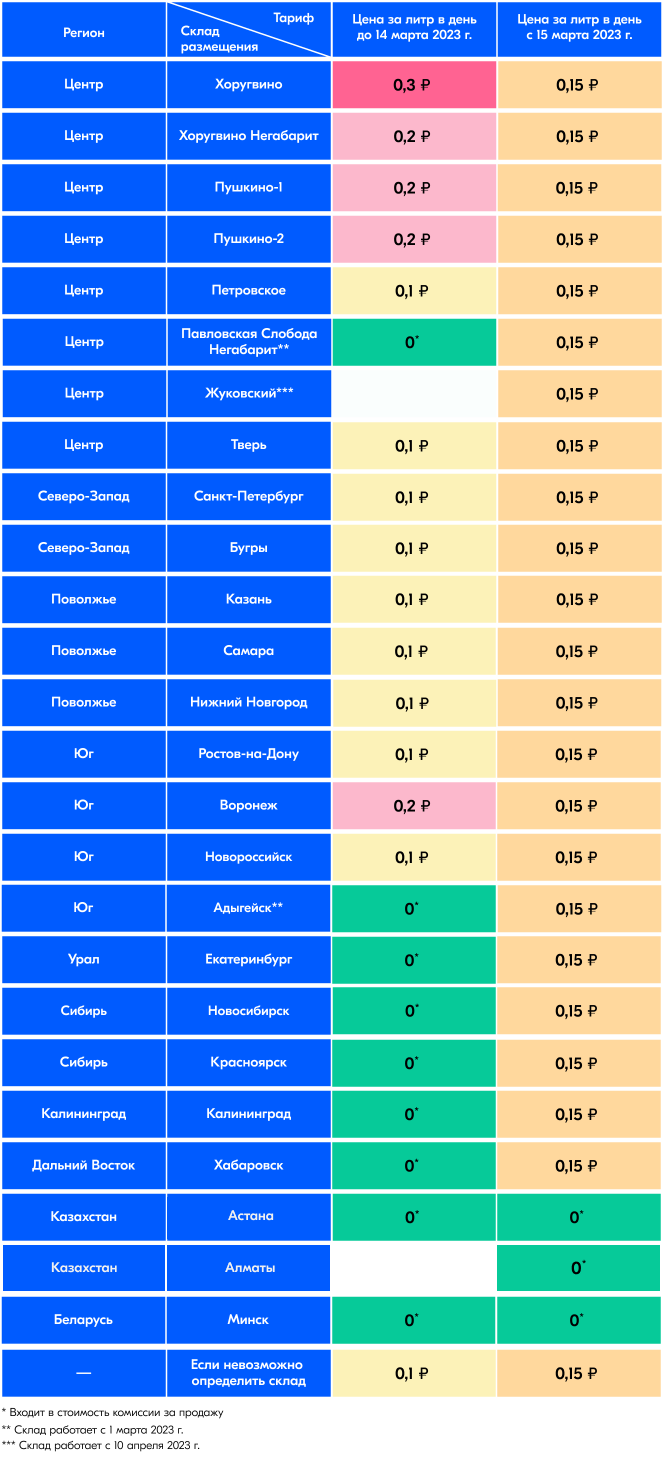 Регион
Тариф
Склад
размещения
Цена за литр в день
до 14 марта 2023 г.
Цена за литр в день
с 15 марта 2023 г.
Центр Хоругвино 0,3 ₽ 0,15 ₽
Центр Хоругвино Негабарит 0,2 ₽ 0,15 ₽
Центр Пушкино-1 0,2 ₽ 0,15 ₽
Центр Пушкино-2 0,2 ₽ 0,15 ₽
Центр Петровское 0,1 ₽ 0,15 ₽
Центр Павловская Слобода
Негабарит** 0* 0,15 ₽
Центр Жуковский*** 0,15 ₽
Центр Тверь 0,1 ₽ 0,15 ₽
Северо-Запад Санкт-Петербург 0,1 ₽ 0,15 ₽
Северо-Запад Бугры 0,1 ₽ 0,15 ₽
Поволжье Казань 0,1 ₽ 0,15 ₽
Поволжье Самара 0,1 ₽ 0,15 ₽
Поволжье Нижний Новгород 0,1 ₽ 0,15 ₽
Юг Ростов-на-Дону 0,1 ₽ 0,15 ₽
Юг Воронеж 0,2 ₽ 0,15 ₽
Юг Новороссийск 0,1 ₽ 0,15 ₽
Юг Адыгейск** 0* 0,15 ₽
Урал Екатеринбург 0* 0,15 ₽
Сибирь Новосибирск 0* 0,15 ₽
Сибирь Красноярск 0* 0,15 ₽
Калининград Калининград 0* 0,15 ₽
Дальний Восток Хабаровск 0* 0,15 ₽
Казахстан Астана 0* 0*
Казахстан Алматы 0*
Беларусь Минск 0* 0*
— Если невозможно
определить склад 0,1 ₽ 0,15 ₽
* Входит в стоимость комиссии за продажу
** Склад работает с 1 марта 2023 г.
*** Склад работает с 10 апреля 2023 г.